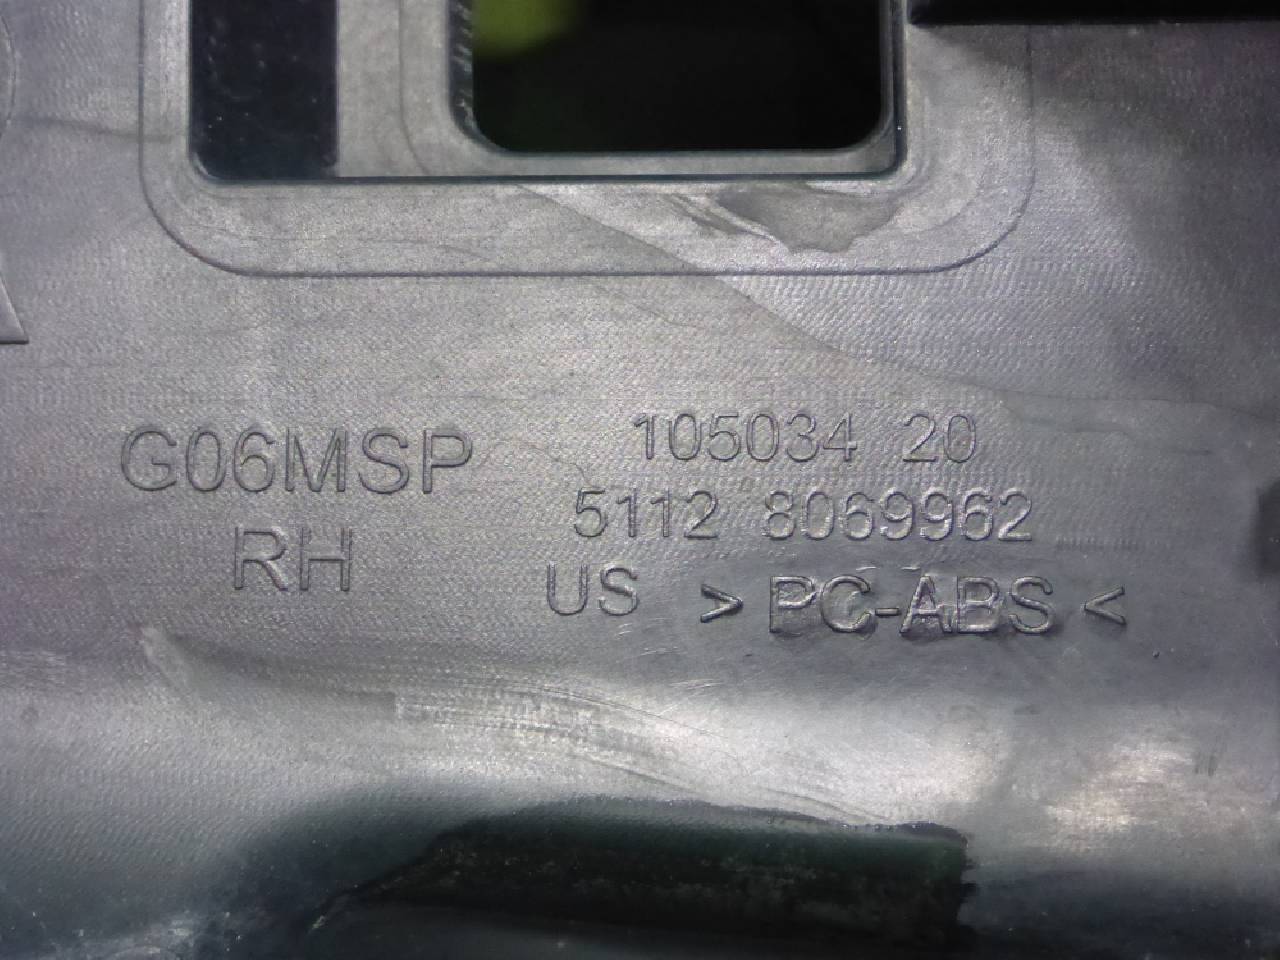 G06MSP
RH
105034 20
5112 8069962
US > PC-ABS <